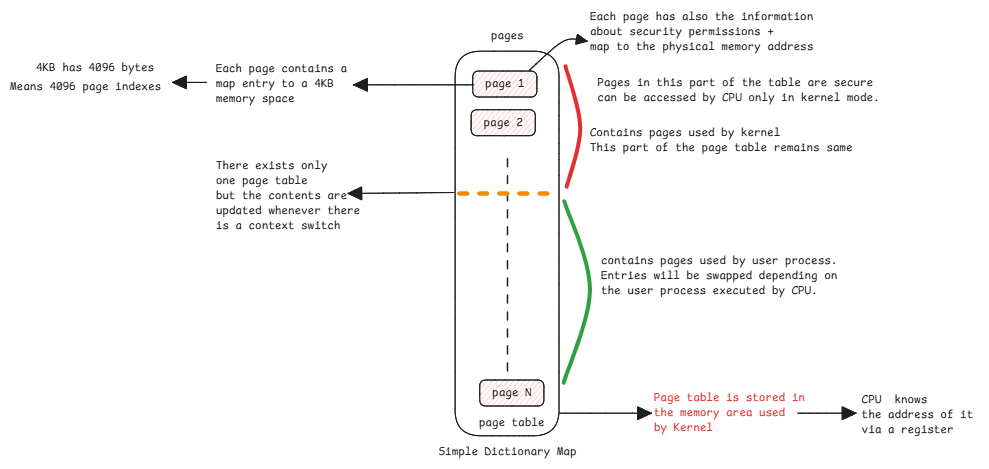 pages
Each page has also the information
about security permissions +
map to the physical memory address
4KB has 4096 bytes
Means 4096 page indexes
Each page contains a
map entry to a 4KB
memory space
page 1
page 2
Pages in this part of the table are secure
can be accessed by CPU only in kernel mode.
Contains pages used by kernel
This part of the page table remains same
There exists only
one page table
but the contents are
updated whenever there
is a context switch
contains pages used by user process.
Entries will be swapped depending on
the user process executed by CPU.
page N
page table
Simple Dictionary Map
Page table is stored in
the memory area used
by Kernel
CPU knows
the address of it
via a register